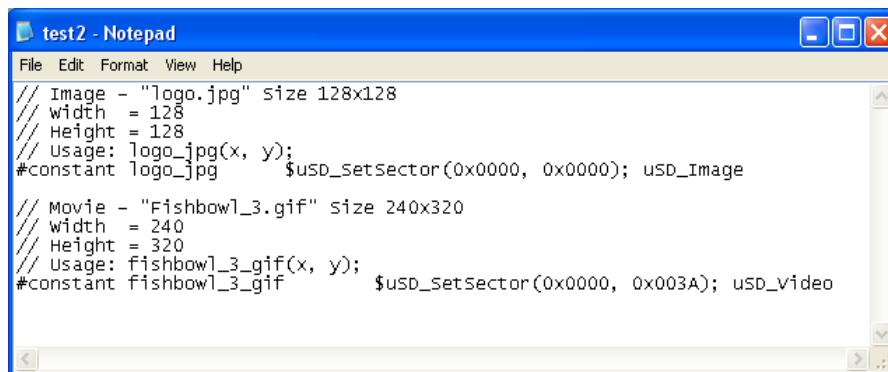 test2 - Notepad
File Edit Format View Help
// Image - "logo.jpg" Size 128x128
// Width  = 128
// Height = 128
// Usage: logo_jpg(x, y);
#constant logo_jpg      $uSD_SetSector(0x0000, 0x0000); uSD_Image
// Movie - "Fishbowl_3.gif" Size 240x320
// Width  = 240
// Height = 320
// Usage: fishbowl_3_gif(x, y);
#constant fishbowl_3_gif        $uSD_SetSector(0x0000, 0x003A); uSD_Video